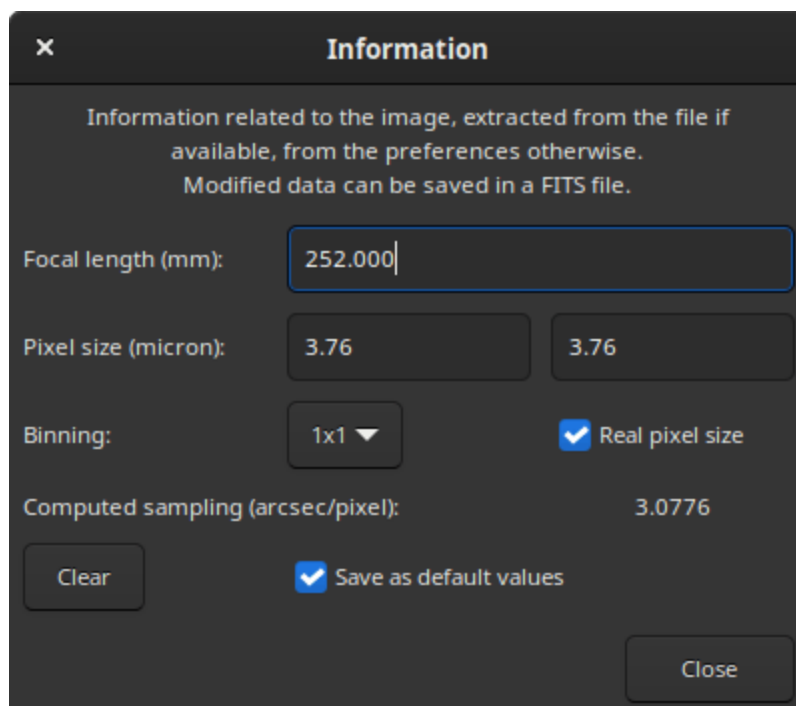 Information
Information related to the image, extracted from the file if
available, from the preferences otherwise.
Modified data can be saved in a FITS file.
Focal length (mm): 252.000
Pixel size (micron): 3.76 3.76
Binning: 1x1 Real pixel size
Computed sampling (arcsec/pixel): 3.0776
Clear Save as default values
Close